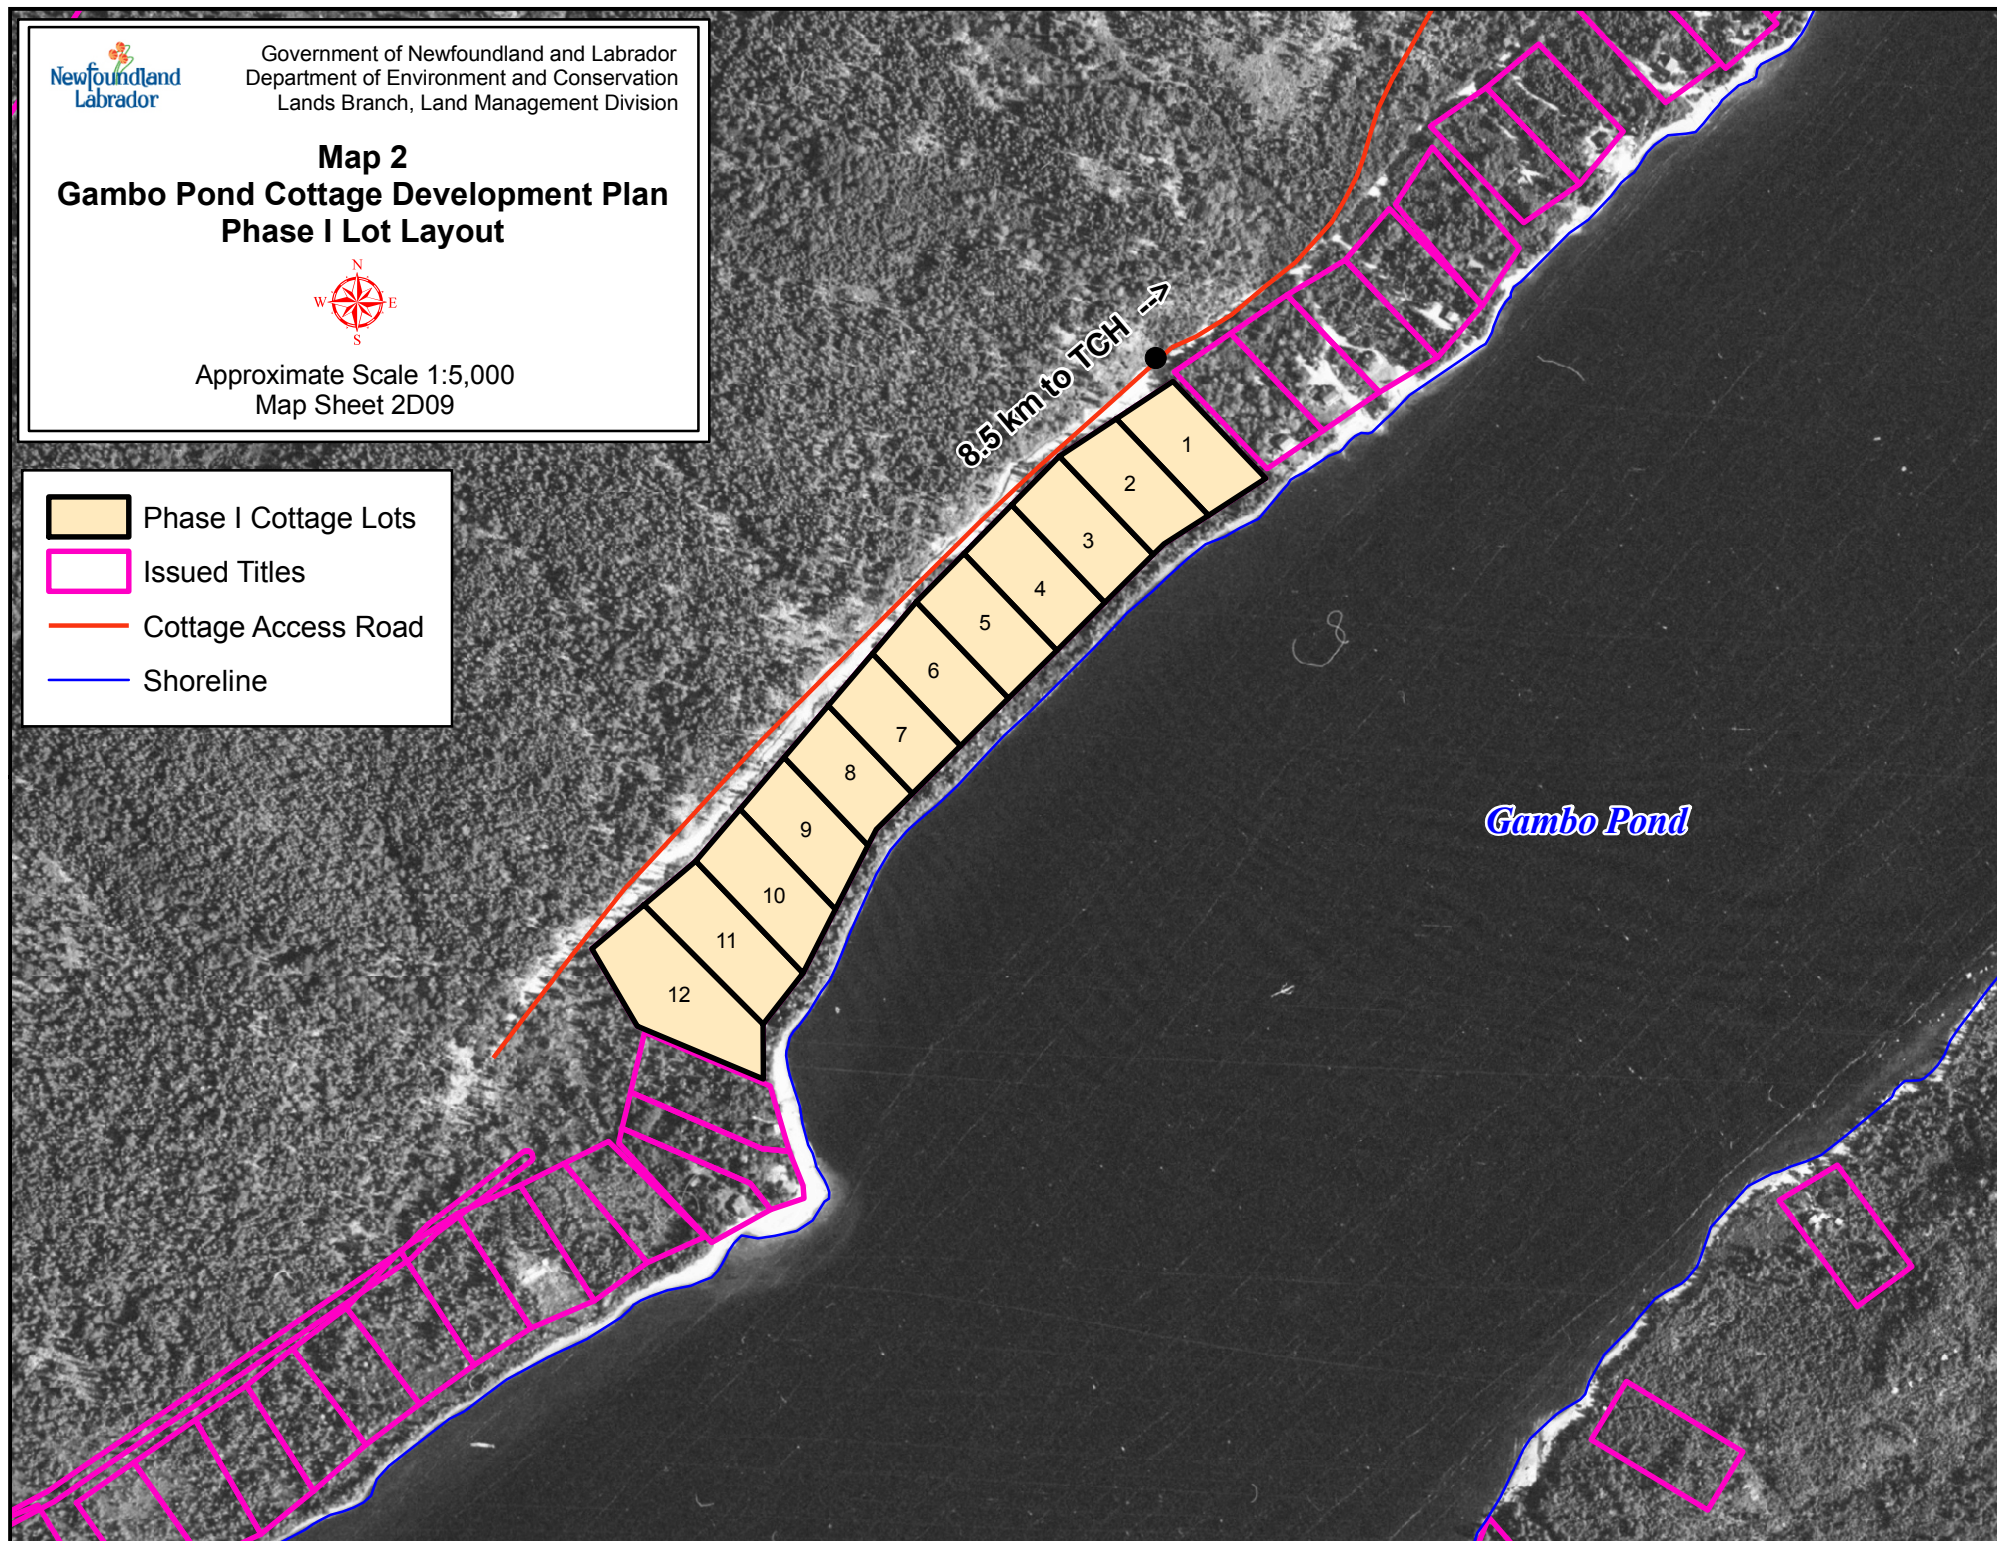 Newfoundland
Labrador
Government of Newfoundland and Labrador
Department of Environment and Conservation
Lands Branch, Land Management Division
Map 2
Gambo Pond Cottage Development Plan
Phase I Lot Layout
N
W E
S
Approximate Scale 1:5,000
Map Sheet 2D09
Phase I Cottage Lots
Issued Titles
Cottage Access Road
Shoreline
8.5 km to TCH -->
1
2
3
4
5
6
7
8
9
10
11
12
Gambo Pond